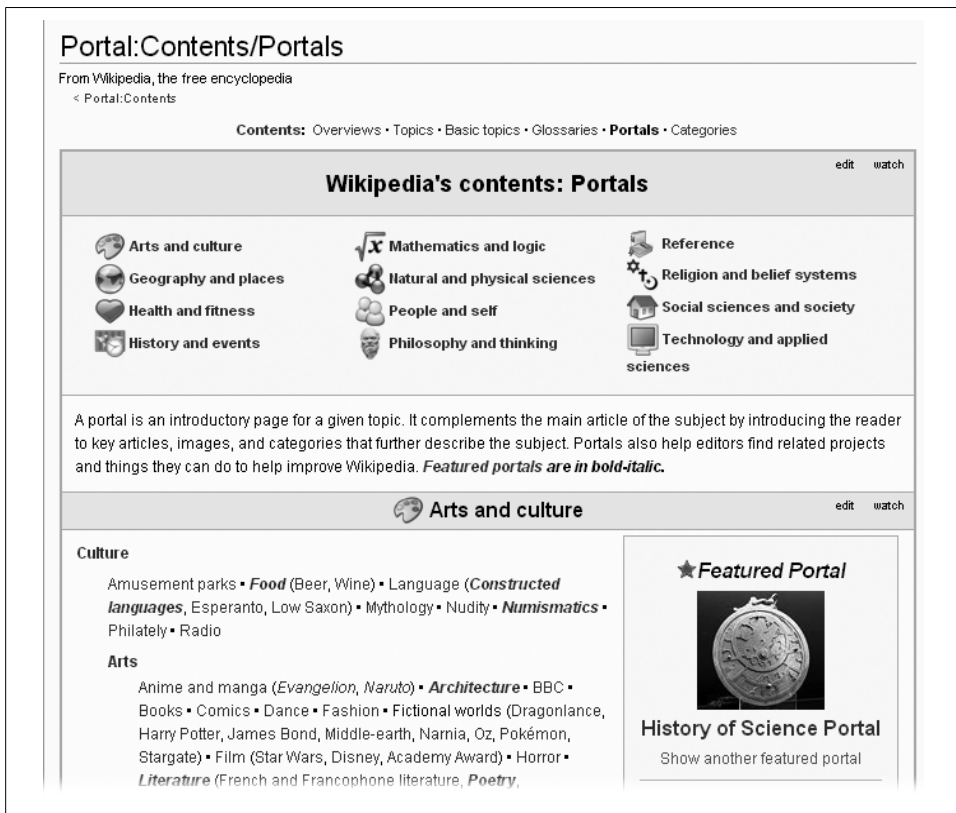 Portal:Contents/Portals
From Wikipedia, the free encyclopedia
< Portal:Contents
Contents: Overviews • Topics • Basic topics • Glossaries • Portals • Categories
edit watch
Wikipedia's contents: Portals
Arts and culture
Geography and places
Health and fitness
History and events
Mathematics and logic
Natural and physical sciences
People and self
Philosophy and thinking
Reference
Religion and belief systems
Social sciences and society
Technology and applied
sciences
A portal is an introductory page for a given topic. It complements the main article of the subject by introducing the reader
to key articles, images, and categories that further describe the subject. Portals also help editors find related projects
and things they can do to help improve Wikipedia. Featured portals are in bold-italic.
Arts and culture
edit watch
Culture
Amusement parks ▪ Food (Beer, Wine) ▪ Language (Constructed
languages, Esperanto, Low Saxon) ▪ Mythology ▪ Nudity ▪ Numismatics ▪
Philately ▪ Radio
Arts
Anime and manga (Evangelion, Naruto) ▪ Architecture ▪ BBC ▪
Books ▪ Comics ▪ Dance ▪ Fashion ▪ Fictional worlds (Dragonlance,
Harry Potter, James Bond, Middle-earth, Narnia, Oz, Pokémon,
Stargate) ▪ Film (Star Wars, Disney, Academy Award) ▪ Horror ▪
Literature (French and Francophone literature, Poetry,
Featured Portal
History of Science Portal
Show another featured portal